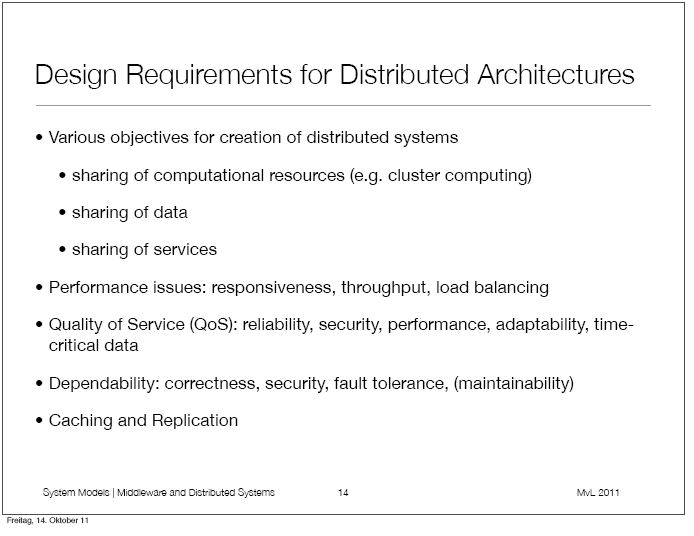 Design Requirements for Distributed Architectures
• Various objectives for creation of distributed systems
• sharing of computational resources (e.g. cluster computing)
• sharing of data
• sharing of services
• Performance issues: responsiveness, throughput, load balancing
• Quality of Service (QoS): reliability, security, performance, adaptability, time-
critical data
• Dependability: correctness, security, fault tolerance, (maintainability)
• Caching and Replication
System Models | Middleware and Distributed Systems 14 MvL 2011
Freitag, 14. Oktober 11